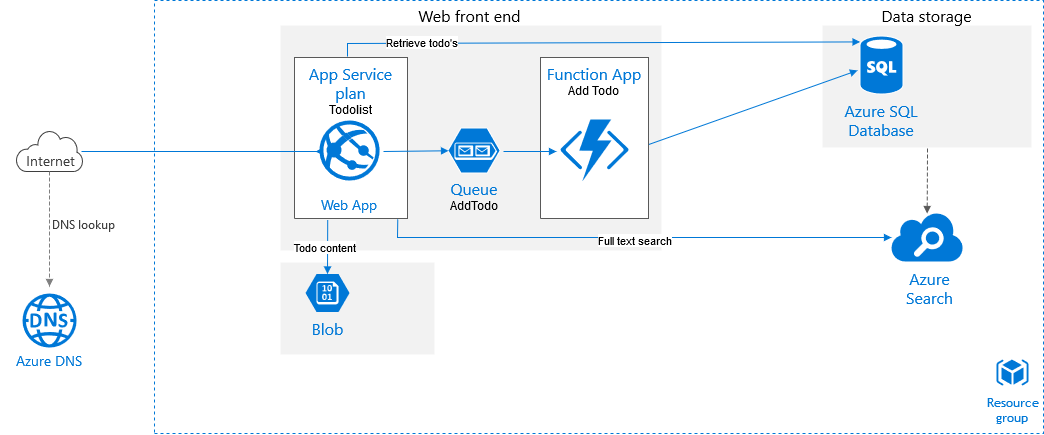 Web front end
Data storage
Retrieve todo's
App Service
plan
Todolist
Function App
Add Todo
SQL
Azure SQL
Database
Internet
Web App
Queue
AddTodo
DNS lookup
Todo content
Full text search
10
01
Blob
Azure
Search
DNS
Azure DNS
Resource
group